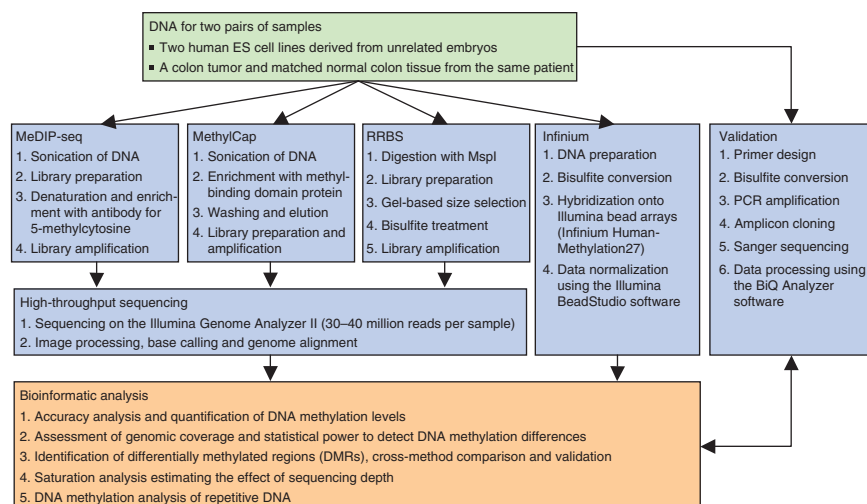 DNA for two pairs of samples
▪ Two human ES cell lines derived from unrelated embryos
▪ A colon tumor and matched normal colon tissue from the same patient
MeDIP-seq
1. Sonication of DNA
2. Library preparation
3. Denaturation and enrich-
ment with antibody for
5-methylcytosine
4. Library amplification
MethylCap
1. Sonication of DNA
2. Enrichment with methyl-
binding domain protein
3. Washing and elution
4. Library preparation and
amplification
RRBS
1. Digestion with MspI
2. Library preparation
3. Gel-based size selection
4. Bisulfite treatment
5. Library amplification
Infinium
1. DNA preparation
2. Bisulfite conversion
3. Hybridization onto
Illumina bead arrays
(Infinium Human-
Methylation27)
4. Data normalization
using the Illumina
BeadStudio software
Validation
1. Primer design
2. Bisulfite conversion
3. PCR amplification
4. Amplicon cloning
5. Sanger sequencing
6. Data processing using
the BiQ Analyzer
software
High-throughput sequencing
1. Sequencing on the Illumina Genome Analyzer II (30–40 million reads per sample)
2. Image processing, base calling and genome alignment
Bioinformatic analysis
1. Accuracy analysis and quantification of DNA methylation levels
2. Assessment of genomic coverage and statistical power to detect DNA methylation differences
3. Identification of differentially methylated regions (DMRs), cross-method comparison and validation
4. Saturation analysis estimating the effect of sequencing depth
5. DNA methylation analysis of repetitive DNA